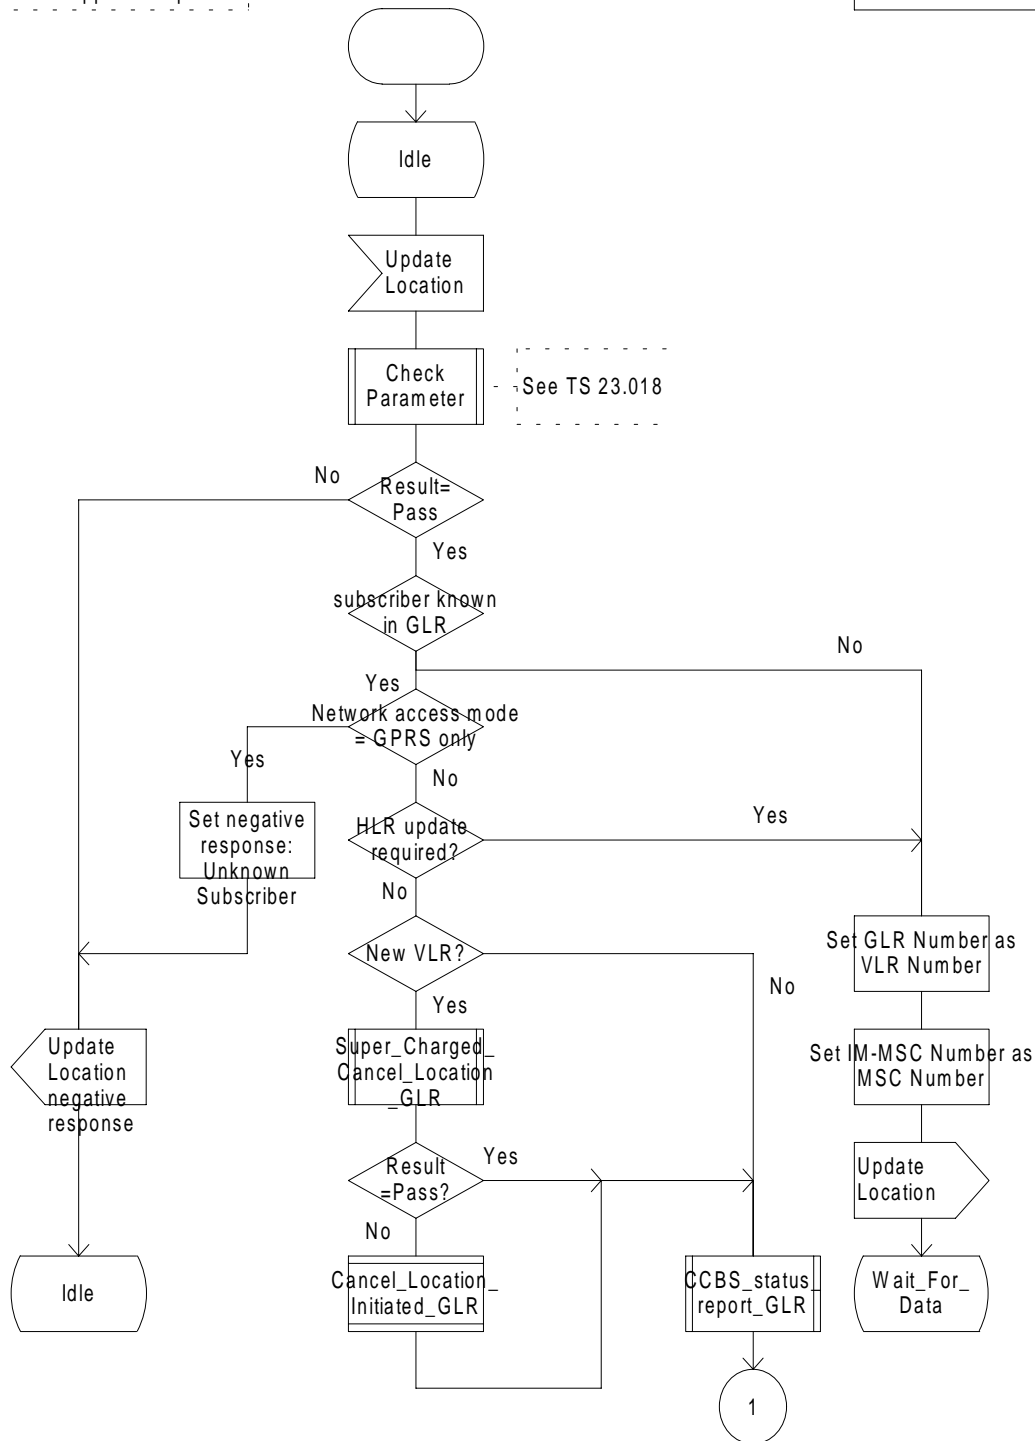 Idle
Update
Location
Check
Parameter
See TS 23.018
No
Result=
Pass
Yes
subscriber known
in GLR
No
Yes
Network access mode
= GPRS only
Yes
No
Set negative
response:
Unknown
Subscriber
HLR update
required?
Yes
No
New VLR?
No
Yes
Set GLR Number as
VLR Number
Super_Charged_
Cancel_Location
_GLR
Set IM-MSC Number as
MSC Number
Update
Location
negative
response
Result
=Pass?
Yes
No
Update
Location
Idle
Cancel_Location_
Initiated_GLR
CCBS_status_
report_GLR
Wait_For_
Data
1